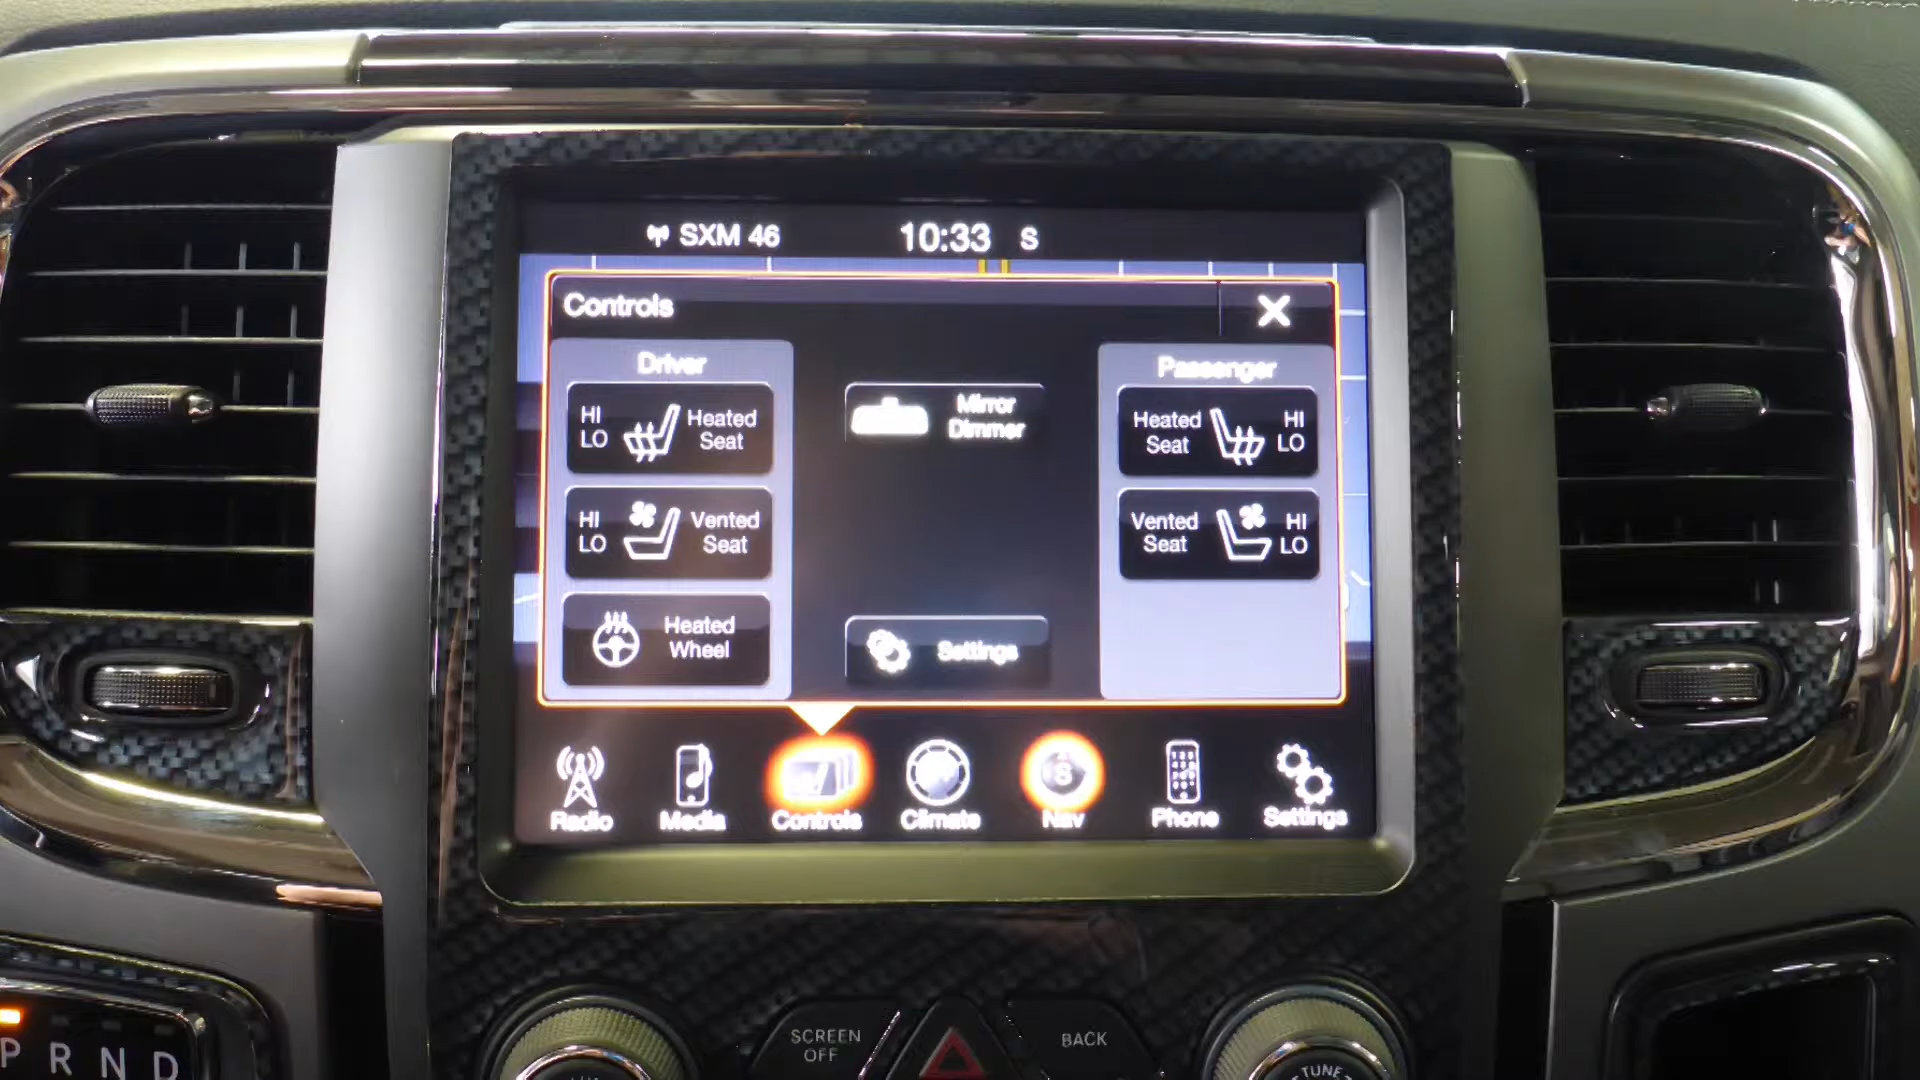 SXM 46 10:33 S
Controls
Driver
HI
LO
Heated
Seat
HI
LO
Vented
Seat
Heated
Wheel
Mirror
Dimmer
Settings
Passenger
Heated
Seat
HI
LO
Vented
Seat
HI
LO
Radio Media Controls Climate Nav Phone Settings
SCREEN
OFF
BACK
TUNE
P R N D